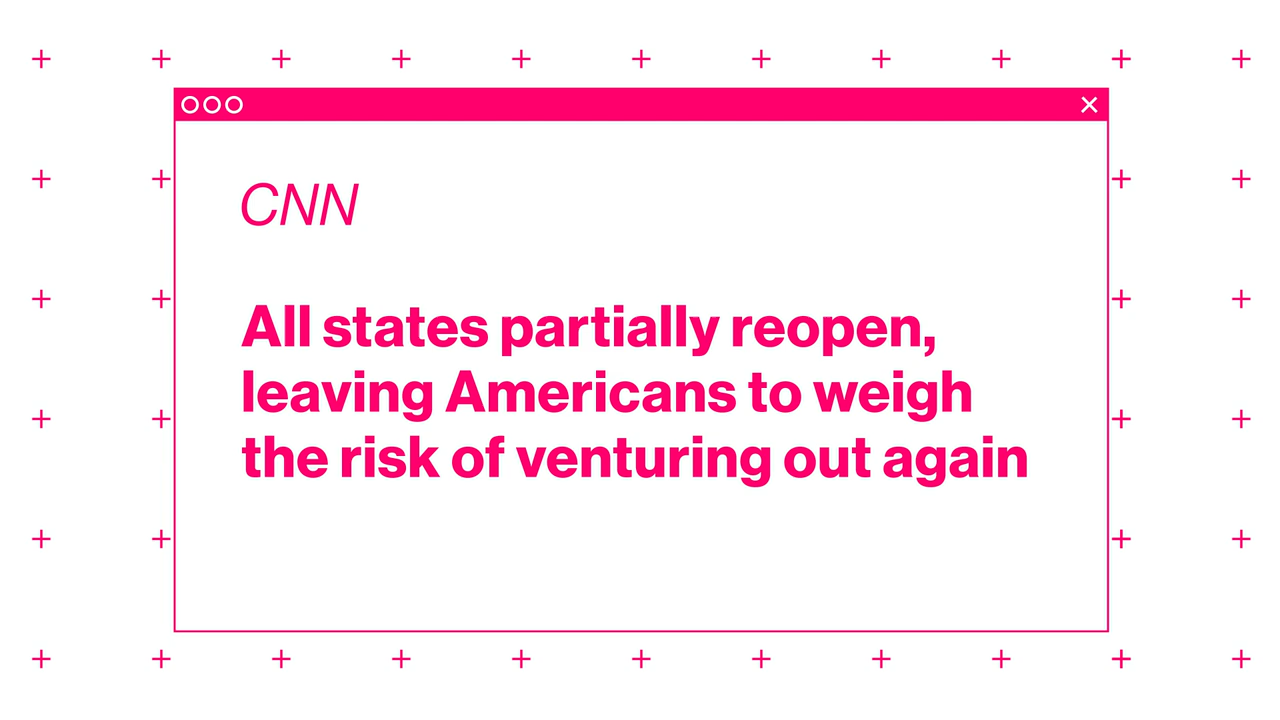 CNN
All states partially reopen,
leaving Americans to weigh
the risk of venturing out again